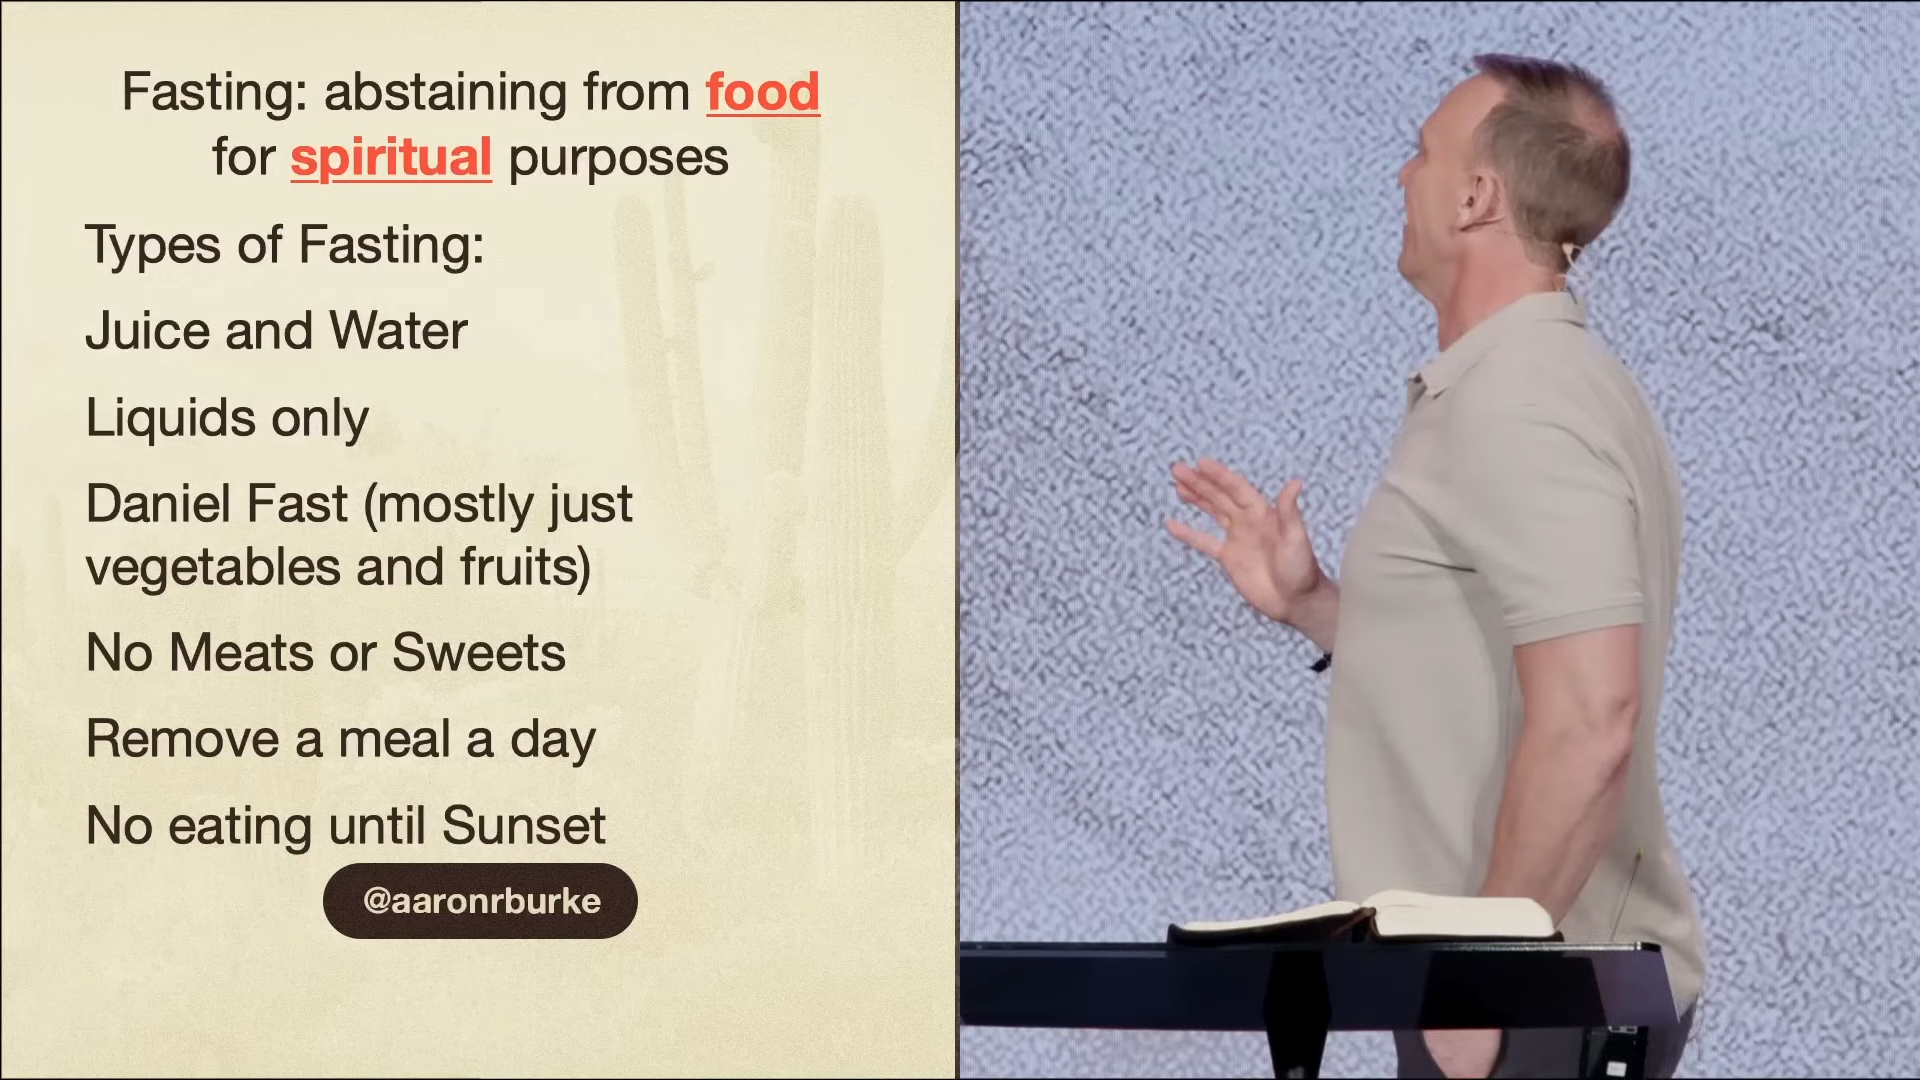 Fasting: abstaining from food
for spiritual purposes
Types of Fasting:
Juice and Water
Liquids only
Daniel Fast (mostly just
vegetables and fruits)
No Meats or Sweets
Remove a meal a day
No eating until Sunset
@aaronrburke